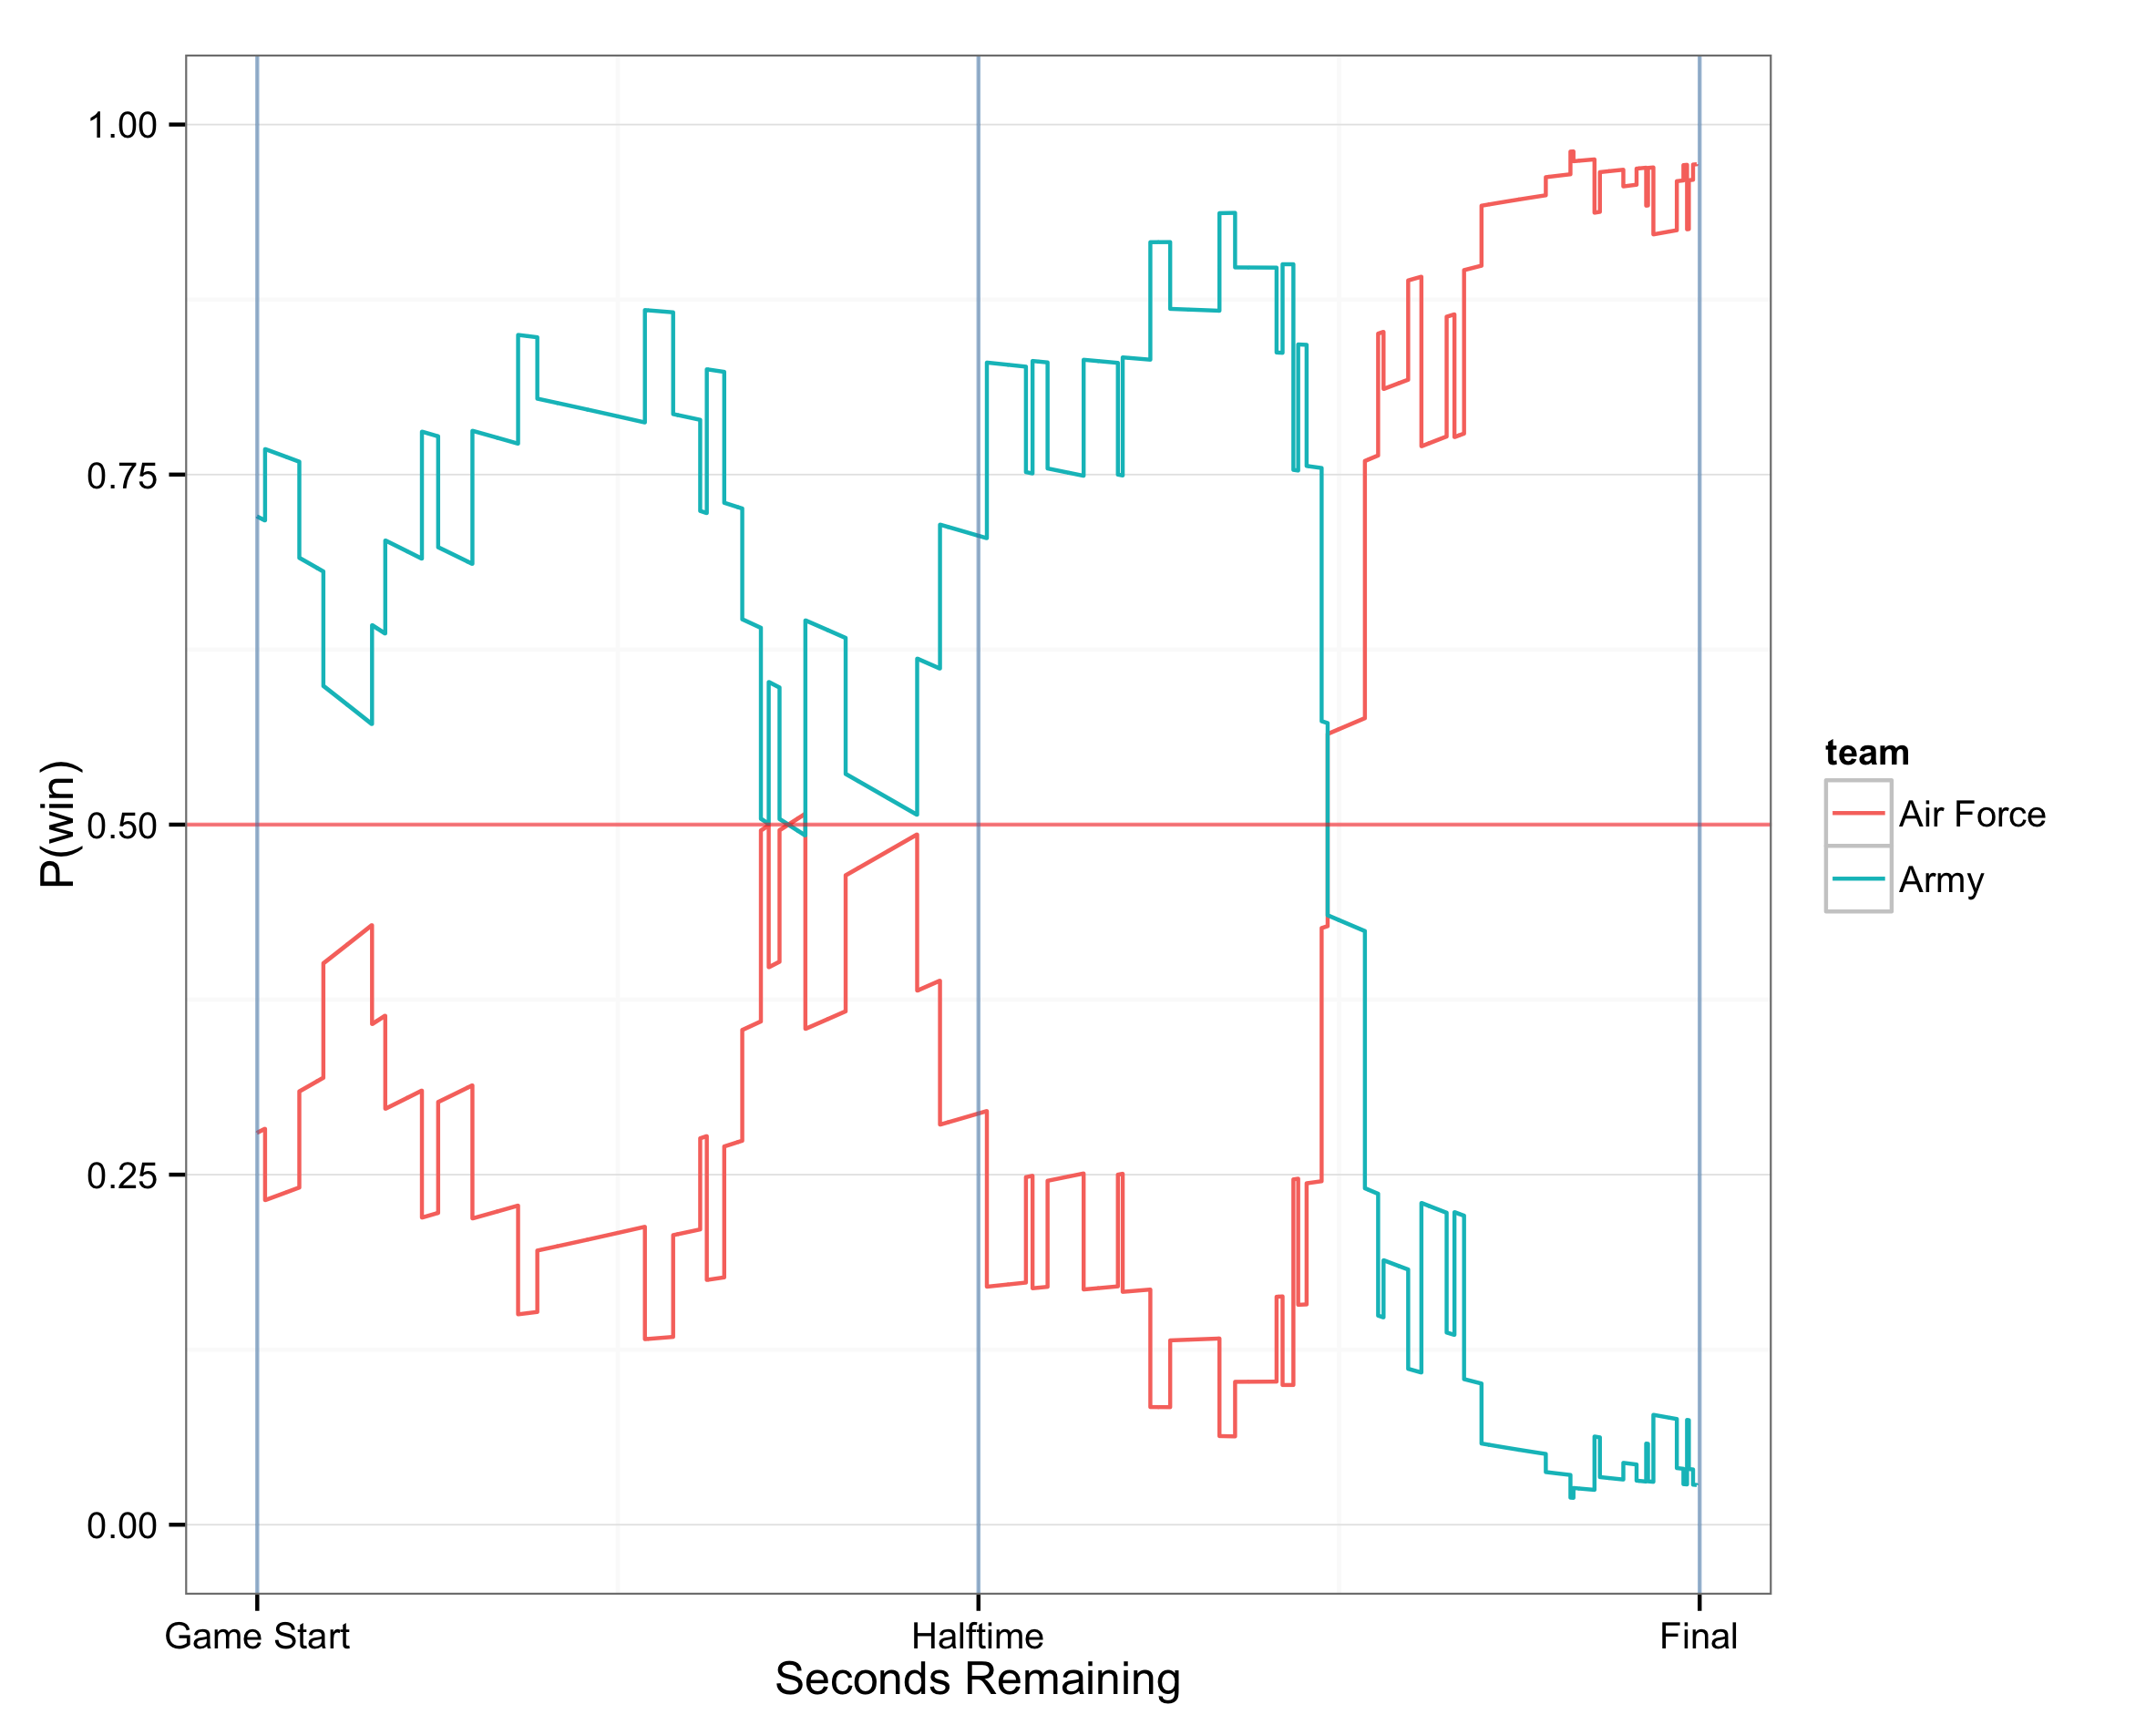 1.00
0.75
0.50
0.25
0.00
P(win)
Game Start
Halftime
Final
Seconds Remaining
team
Air Force
Army